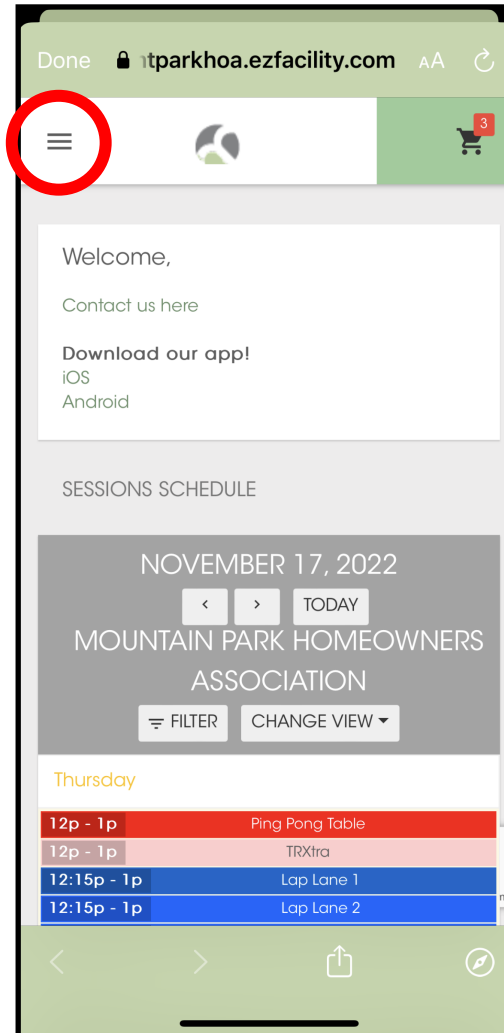 Done ntparkhoa.ezfacility.com AA
3
Welcome,
Contact us here
Download our app!
iOS
Android
SESSIONS SCHEDULE
NOVEMBER 17, 2022
< > TODAY
MOUNTAIN PARK HOMEOWNERS
ASSOCIATION
FILTER CHANGE VIEW
Thursday
12p - 1p Ping Pong Table
12p - 1p TRXtra
12:15p - 1p Lap Lane 1
12:15p - 1p Lap Lane 2